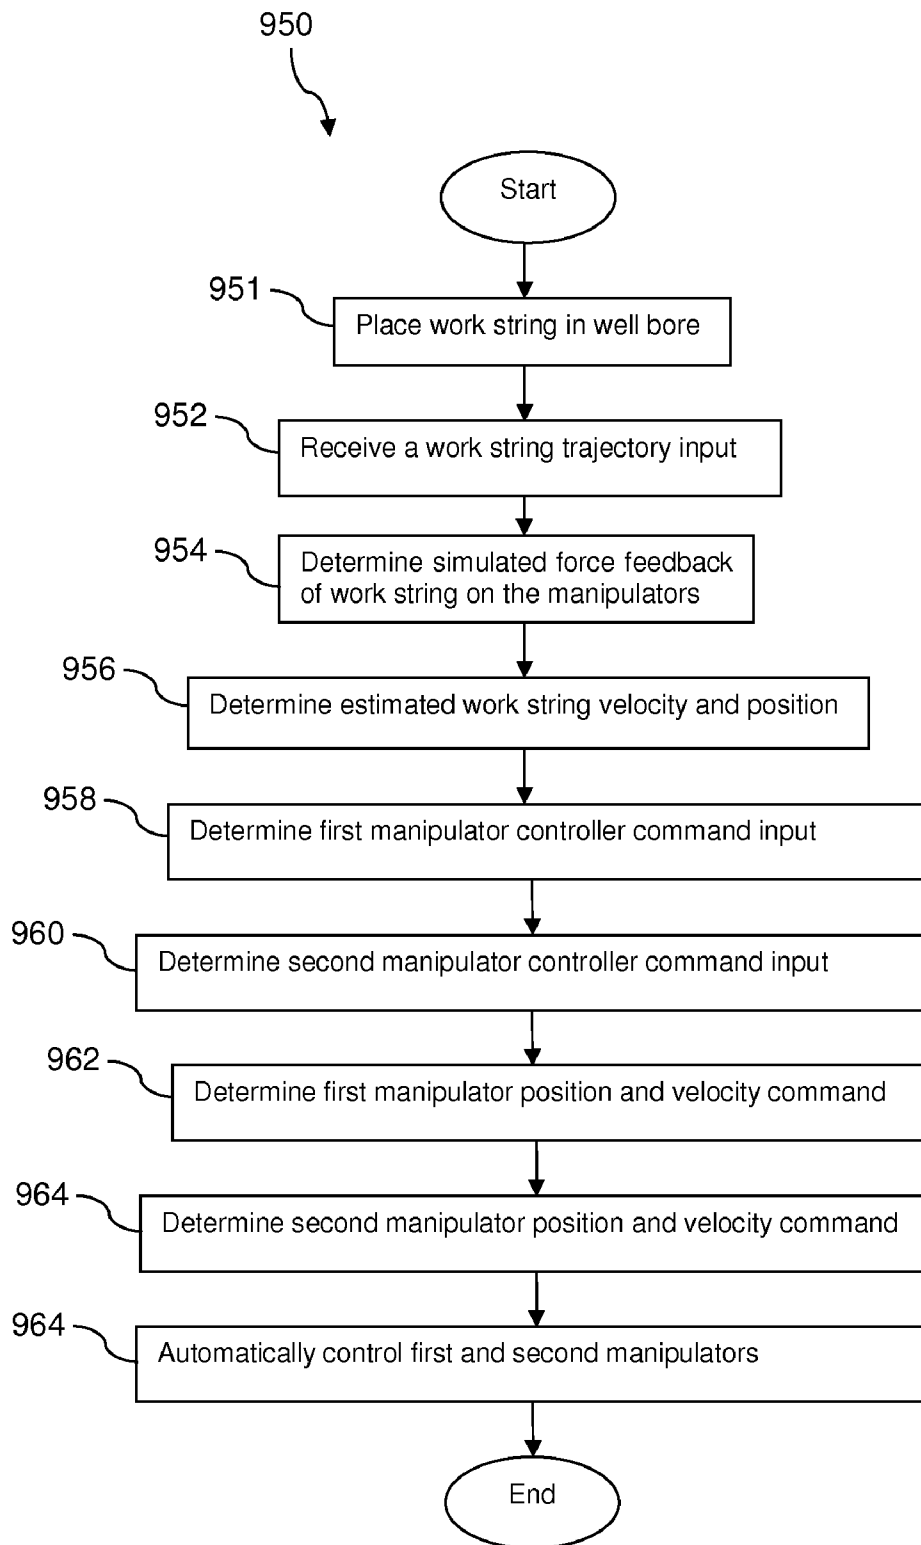 950
Start
951
Place work string in well bore
952
Receive a work string trajectory input
954
Determine simulated force feedback
of work string on the manipulators
956
Determine estimated work string velocity and position
958
Determine first manipulator controller command input
960
Determine second manipulator controller command input
962
Determine first manipulator position and velocity command
964
Determine second manipulator position and velocity command
964
Automatically control first and second manipulators
End